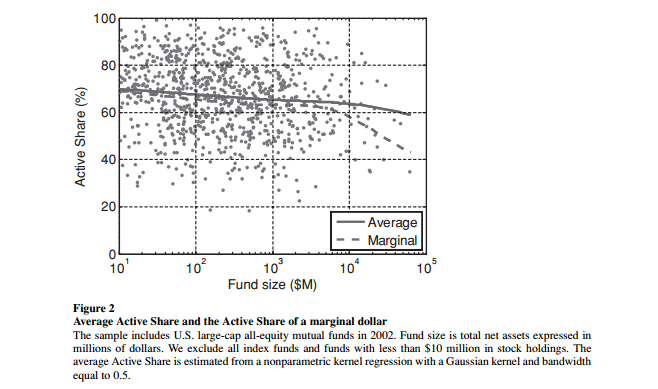 100
80
60
40
20
0
Active Share (%)
Average
Marginal
10^1 10^2 10^3 10^4 10^5
Fund size ($M)
Figure 2
Average Active Share and the Active Share of a marginal dollar
The sample includes U.S. large-cap all-equity mutual funds in 2002. Fund size is total net assets expressed in
millions of dollars. We exclude all index funds and funds with less than $10 million in stock holdings. The
average Active Share is estimated from a nonparametric kernel regression with a Gaussian kernel and bandwidth
equal to 0.5.